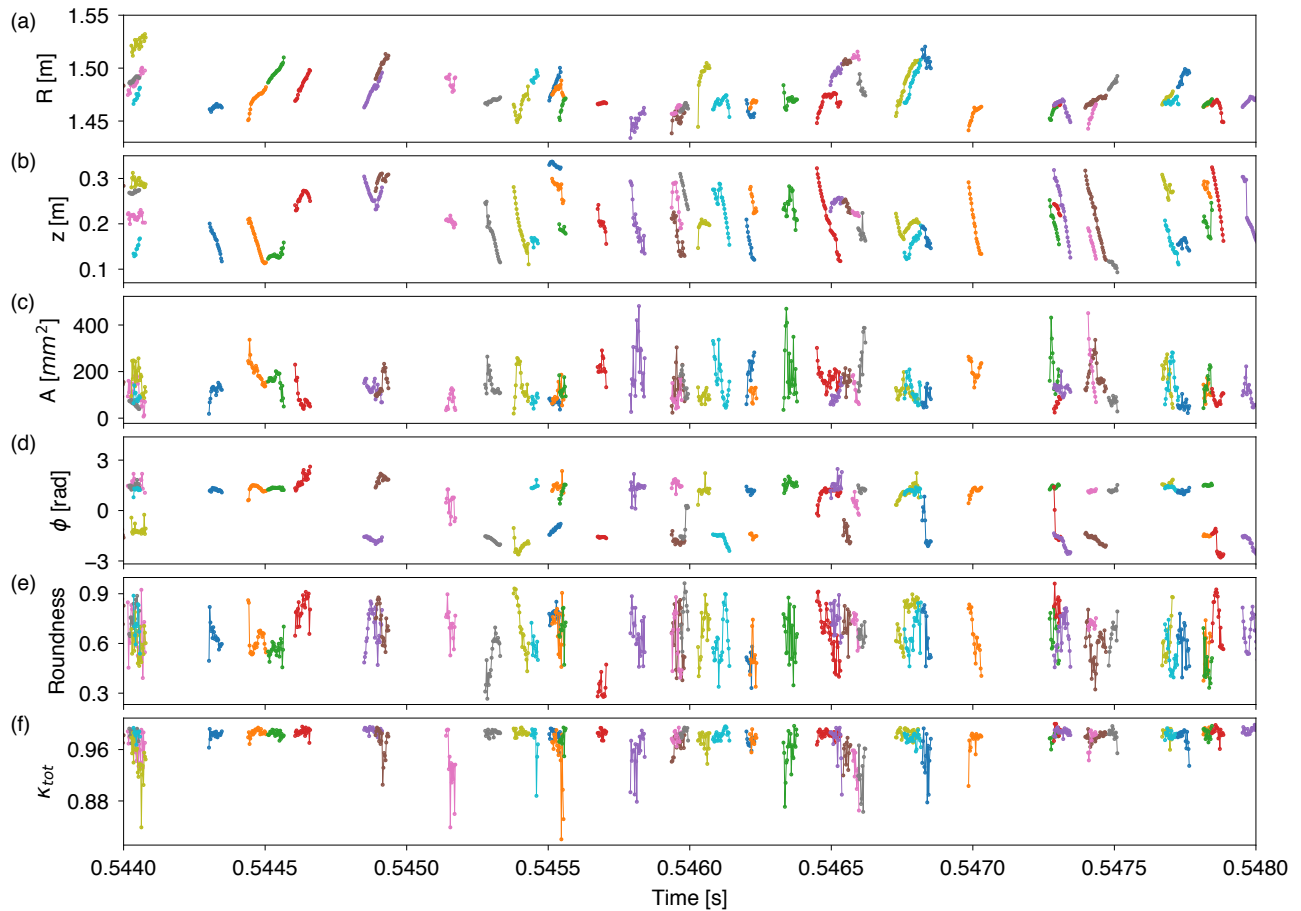 (a)
1.55
1.50
1.45
R [m]
(b)
0.3
0.2
0.1
z [m]
(c)
400
200
0
A [mm²]
(d)
3
0
−3
ϕ [rad]
(e)
0.9
0.6
0.3
Roundness
(f)
0.96
0.88
κtot
0.5440 0.5445 0.5450 0.5455 0.5460 0.5465 0.5470 0.5475 0.5480
Time [s]